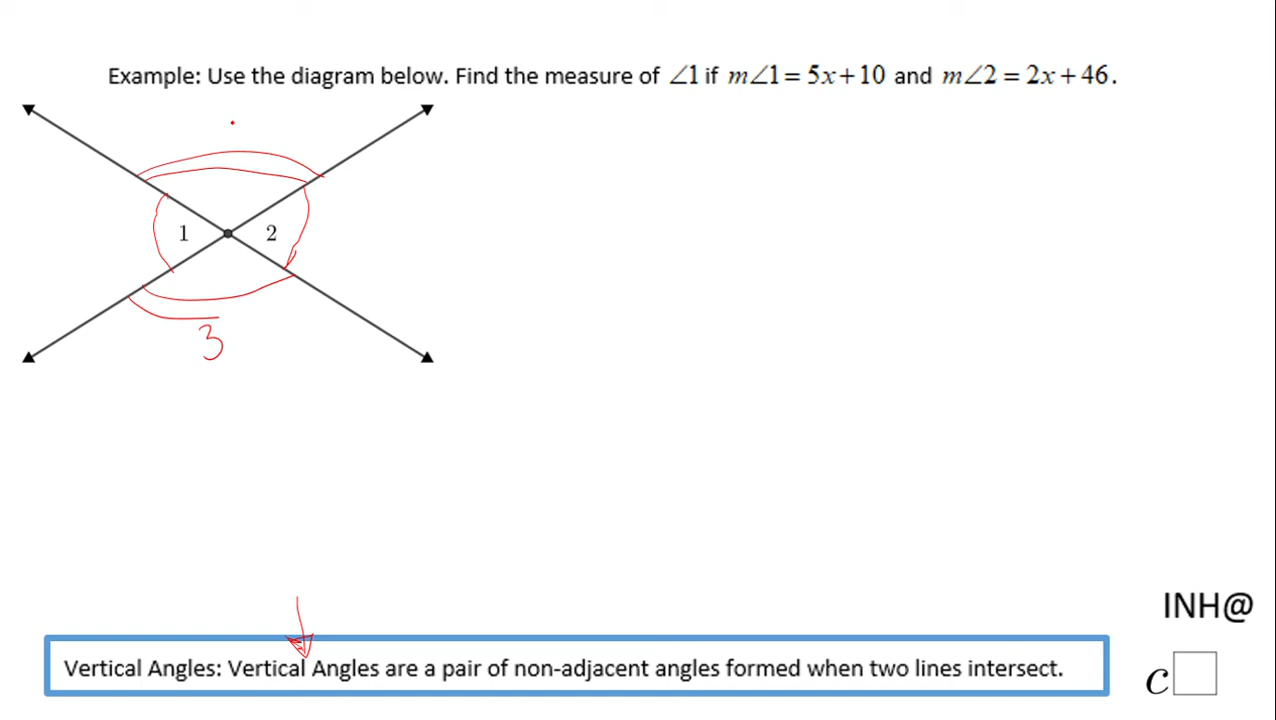 Example: Use the diagram below. Find the measure of ∠1 if m∠1 = 5x+10 and m∠2 = 2x+46.
1 2
3
INH@
Vertical Angles: Vertical Angles are a pair of non-adjacent angles formed when two lines intersect.
c